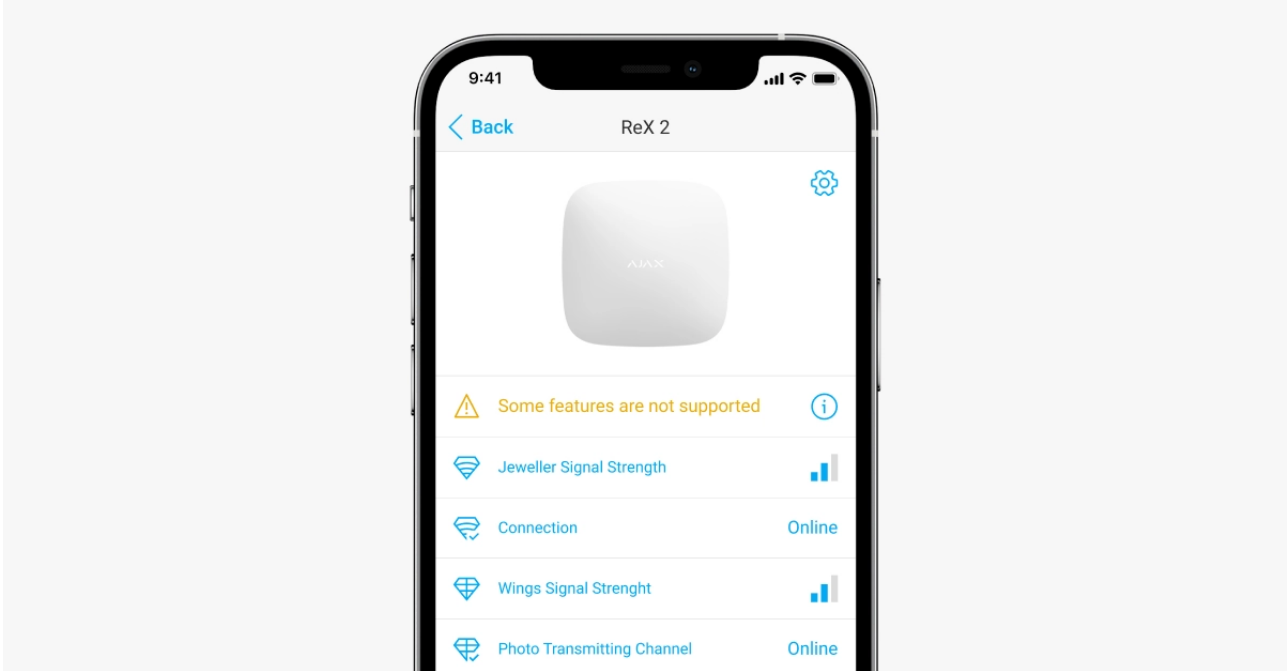 9:41
Back
ReX 2
AJAX
Some features are not supported
Jeweller Signal Strength
Connection Online
Wings Signal Strenght
Photo Transmitting Channel Online